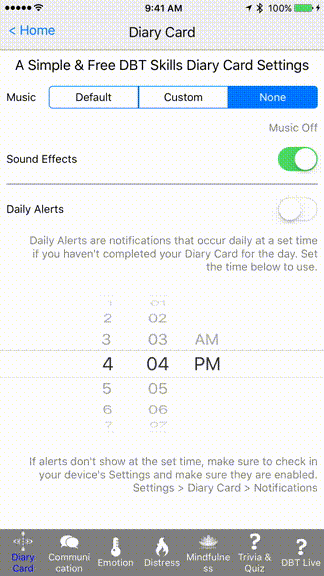 9:41 AM
100%
< Home
Diary Card
A Simple & Free DBT Skills Diary Card Settings
Music
Default
Custom
None
Music Off
Sound Effects
Daily Alerts
Daily Alerts are notifications that occur daily at a set time
if you haven't completed your Diary Card for the day. Set
the time below to use.
1 01
2 02
3 03 AM
4 04 PM
5 05
6 06
7 07
If alerts don't show at the set time, make sure to check in
your device's Settings and make sure they are enabled.
Settings > Diary Card > Notifications
Diary
Card
Communi
cation
Emotion
Distress
Mindfulne
ss
Trivia &
Quiz
DBT Live